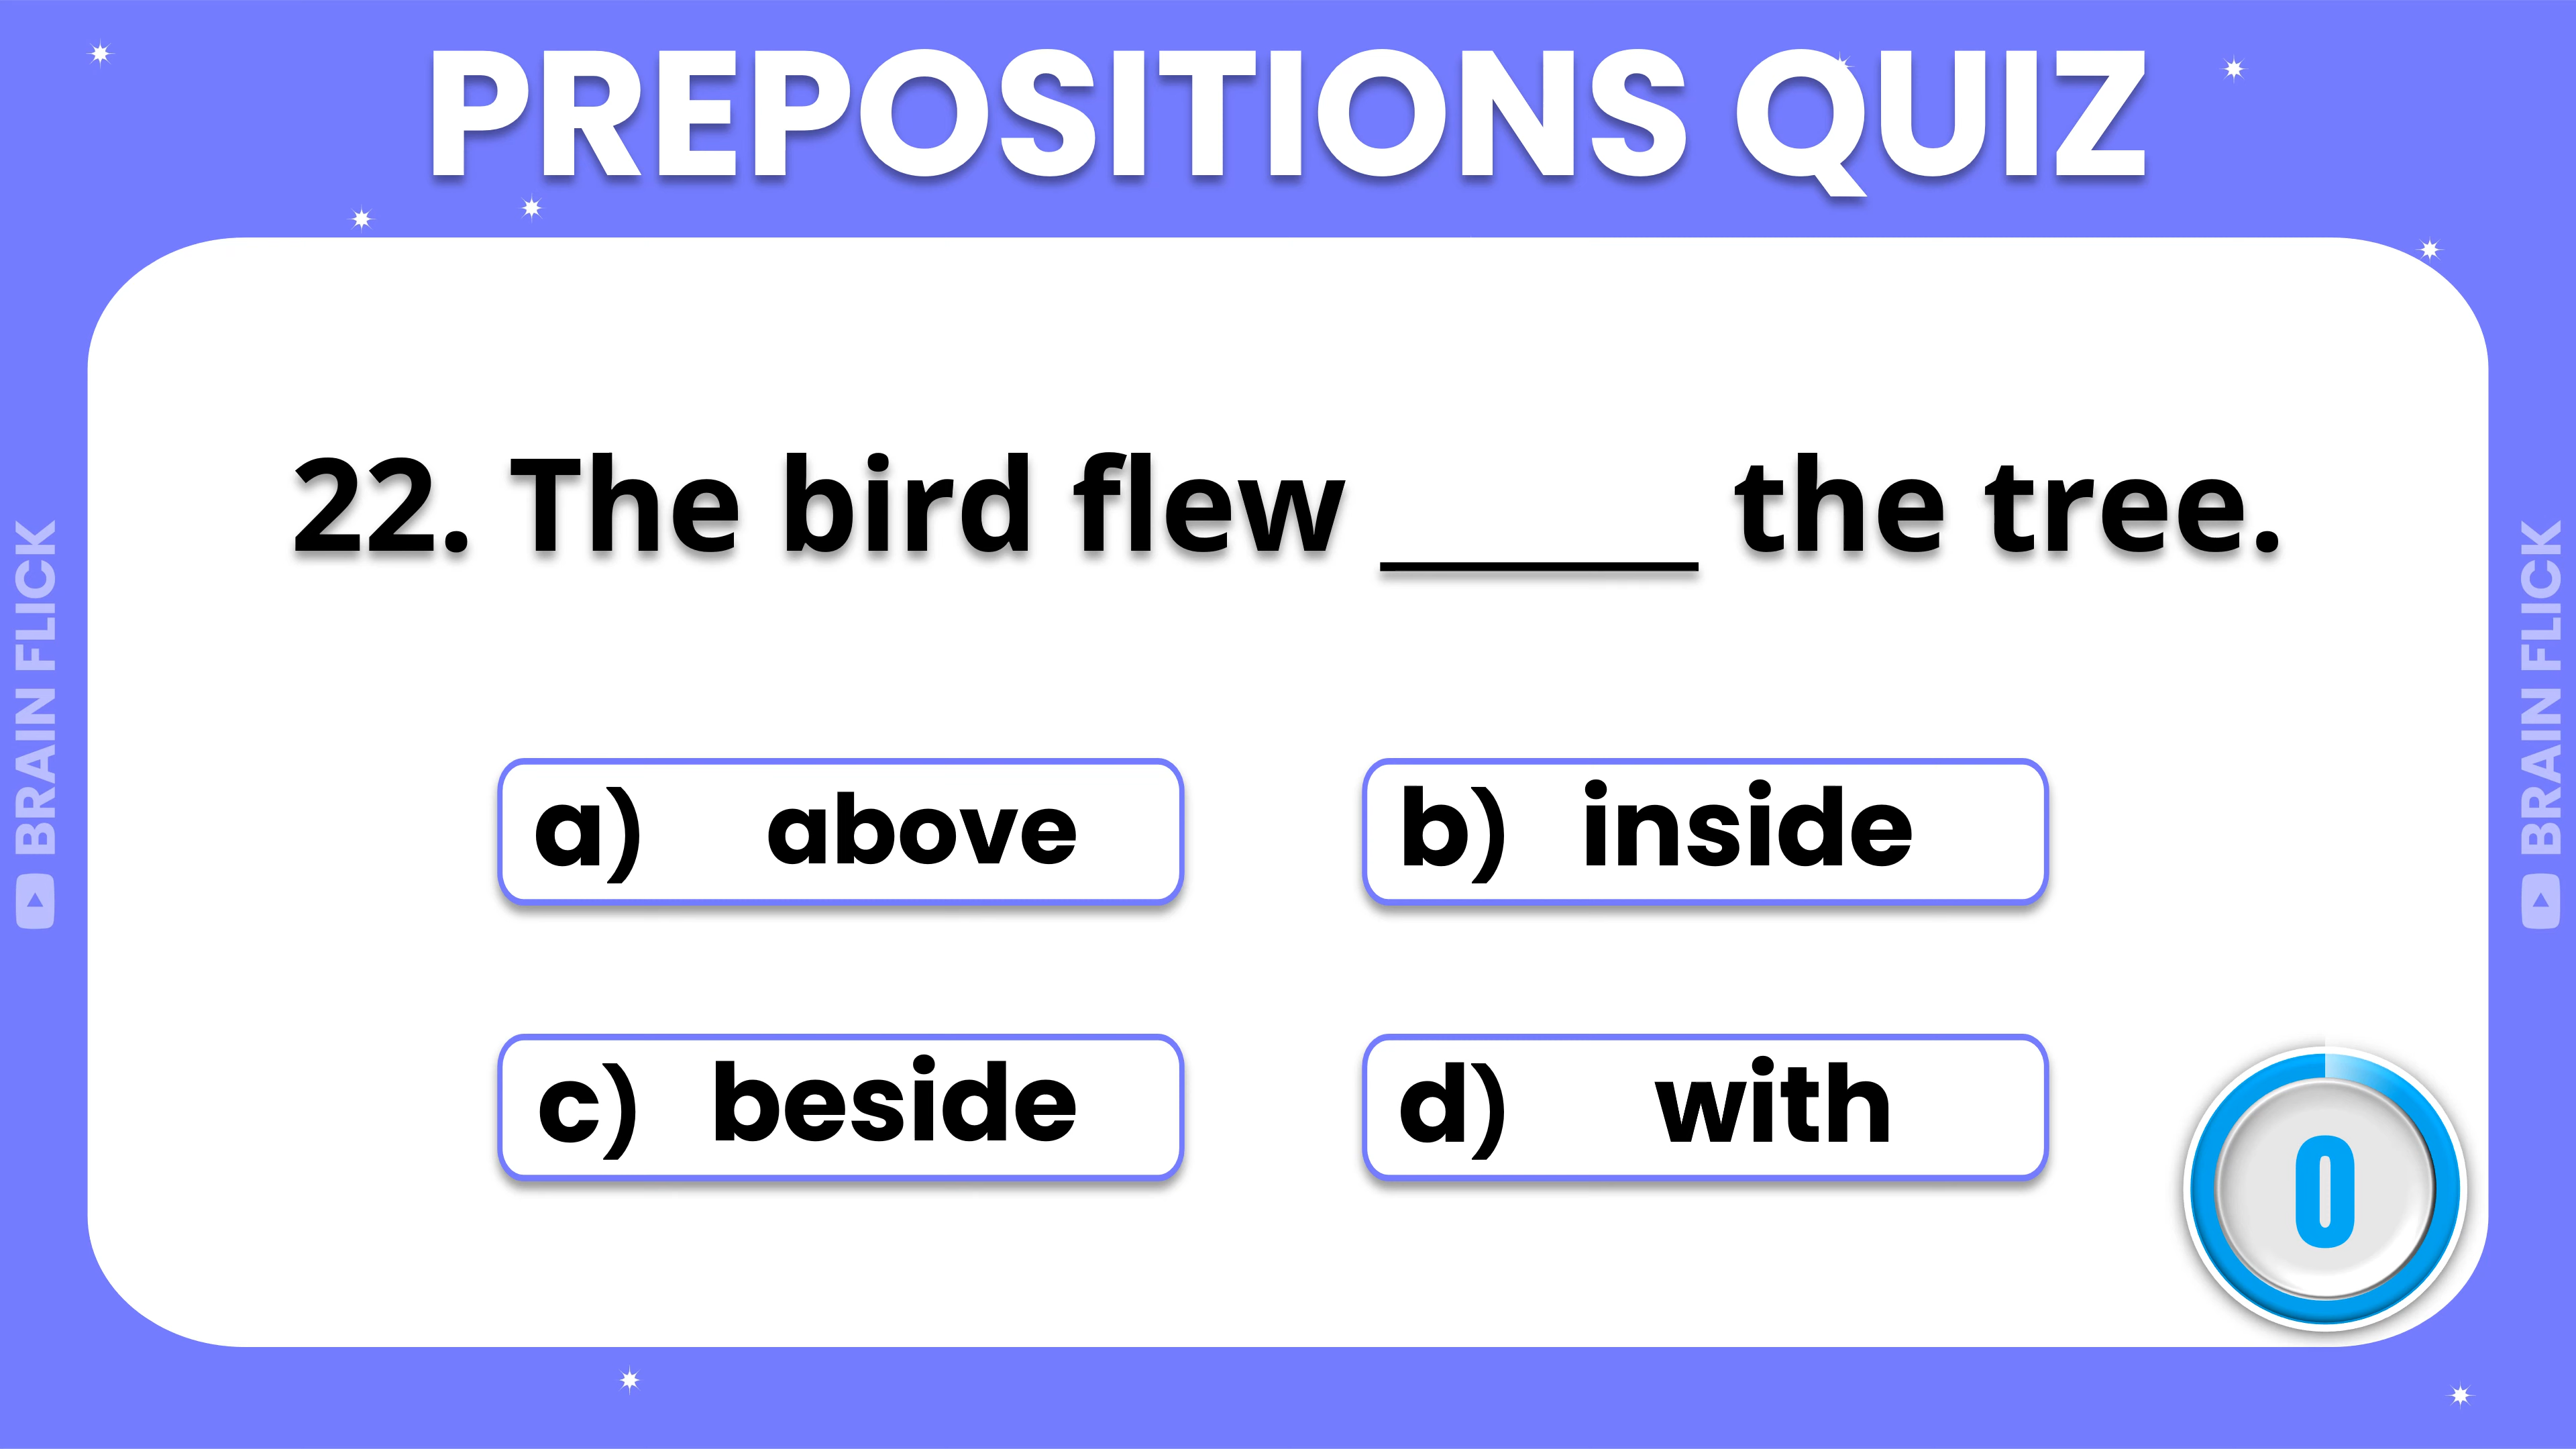 PREPOSITIONS QUIZ
22. The bird flew _____ the tree.
a) above
b) inside
c) beside
d) with
0
BRAIN FLICK
BRAIN FLICK